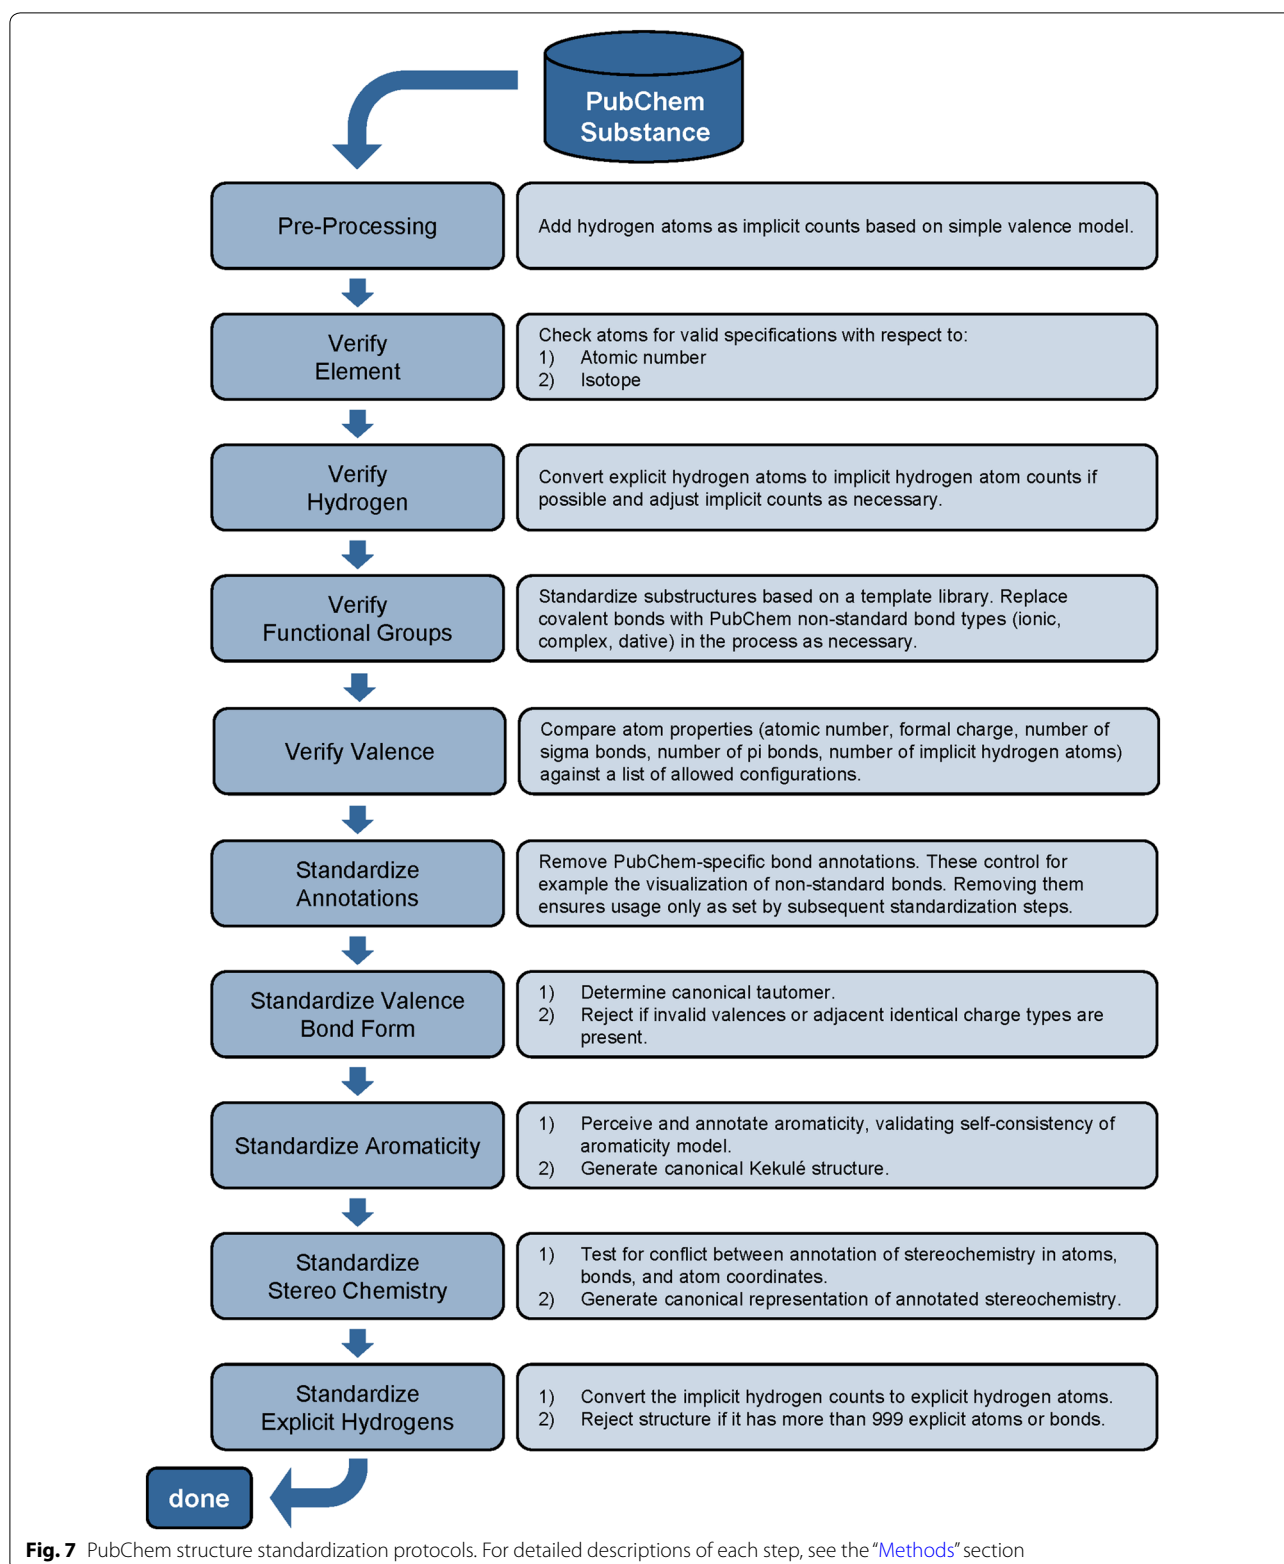 PubChem
Substance
Pre-Processing
Add hydrogen atoms as implicit counts based on simple valence model.
Verify
Element
Check atoms for valid specifications with respect to:
1) Atomic number
2) Isotope
Verify
Hydrogen
Convert explicit hydrogen atoms to implicit hydrogen atom counts if
possible and adjust implicit counts as necessary.
Verify
Functional Groups
Standardize substructures based on a template library. Replace
covalent bonds with PubChem non-standard bond types (ionic,
complex, dative) in the process as necessary.
Verify Valence
Compare atom properties (atomic number, formal charge, number of
sigma bonds, number of pi bonds, number of implicit hydrogen atoms)
against a list of allowed configurations.
Standardize
Annotations
Remove PubChem-specific bond annotations. These control for
example the visualization of non-standard bonds. Removing them
ensures usage only as set by subsequent standardization steps.
Standardize Valence
Bond Form
1) Determine canonical tautomer.
2) Reject if invalid valences or adjacent identical charge types are
present.
Standardize Aromaticity
1) Perceive and annotate aromaticity, validating self-consistency of
aromaticity model.
2) Generate canonical Kekulé structure.
Standardize
Stereo Chemistry
1) Test for conflict between annotation of stereochemistry in atoms,
bonds, and atom coordinates.
2) Generate canonical representation of annotated stereochemistry.
Standardize
Explicit Hydrogens
1) Convert the implicit hydrogen counts to explicit hydrogen atoms.
2) Reject structure if it has more than 999 explicit atoms or bonds.
done
Fig. 7 PubChem structure standardization protocols. For detailed descriptions of each step, see the “Methods” section